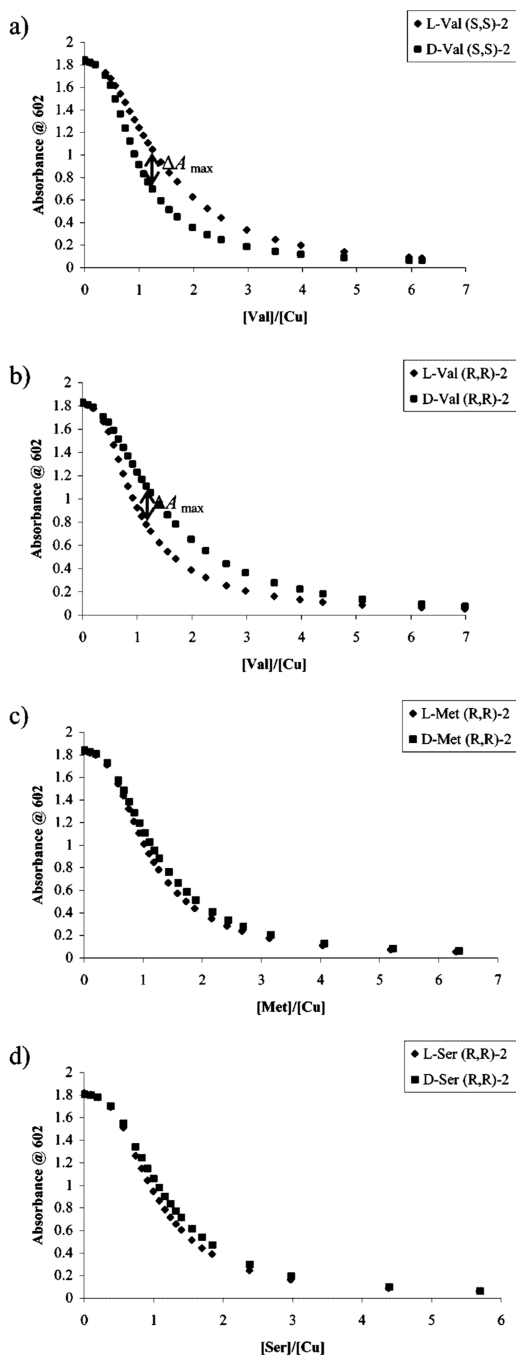 a)
L-Val (S,S)-2
D-Val (S,S)-2
Absorbance @ 602
2
1.8
1.6
1.4
1.2
1
0.8
0.6
0.4
0.2
0
ΔA max
0 1 2 3 4 5 6 7
[Val]/[Cu]
b)
L-Val (R,R)-2
D-Val (R,R)-2
Absorbance @ 602
2
1.8
1.6
1.4
1.2
1
0.8
0.6
0.4
0.2
0
ΔA max
0 1 2 3 4 5 6 7
[Val]/[Cu]
c)
L-Met (R,R)-2
D-Met (R,R)-2
Absorbance @ 602
2
1.8
1.6
1.4
1.2
1
0.8
0.6
0.4
0.2
0
0 1 2 3 4 5 6 7
[Met]/[Cu]
d)
L-Ser (R,R)-2
D-Ser (R,R)-2
Absorbance @ 602
2
1.8
1.6
1.4
1.2
1
0.8
0.6
0.4
0.2
0
0 1 2 3 4 5 6
[Ser]/[Cu]